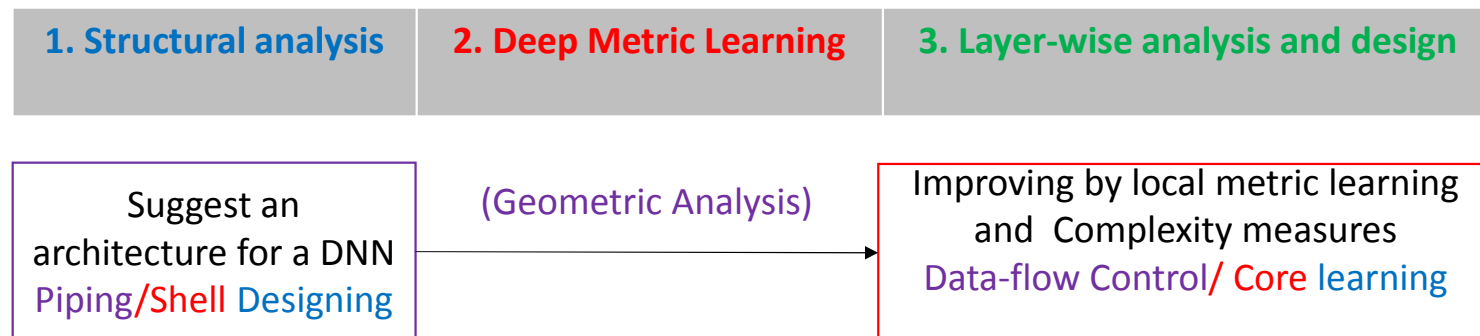 1. Structural analysis
2. Deep Metric Learning
3. Layer-wise analysis and design
Suggest an
architecture for a DNN
Piping/Shell Designing
(Geometric Analysis)
Improving by local metric learning
and Complexity measures
Data-flow Control/ Core learning